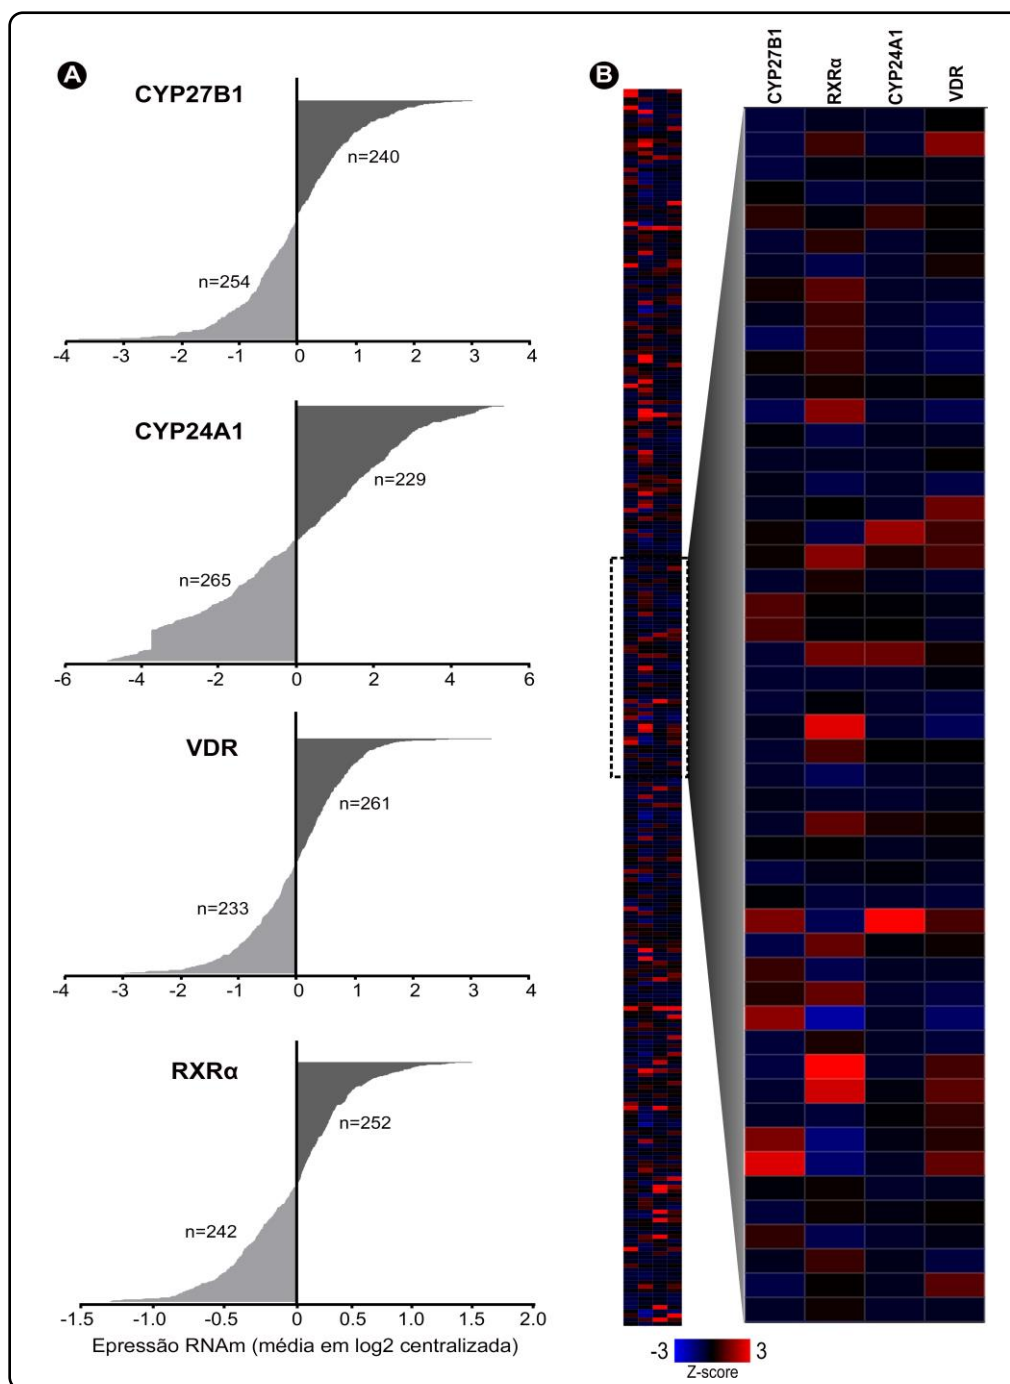 A
CYP27B1
n=240
n=254
-4 -3 -2 -1 0 1 2 3 4
CYP24A1
n=229
n=265
-6 -4 -2 0 2 4 6
VDR
n=261
n=233
-4 -3 -2 -1 0 1 2 3 4
RXRα
n=252
n=242
-1.5 -1.0 -0.5 0 0.5 1.0 1.5 2.0
Epressão RNAm (média em log2 centralizada)
B
CYP27B1
RXRα
CYP24A1
VDR
-3 3
Z-score